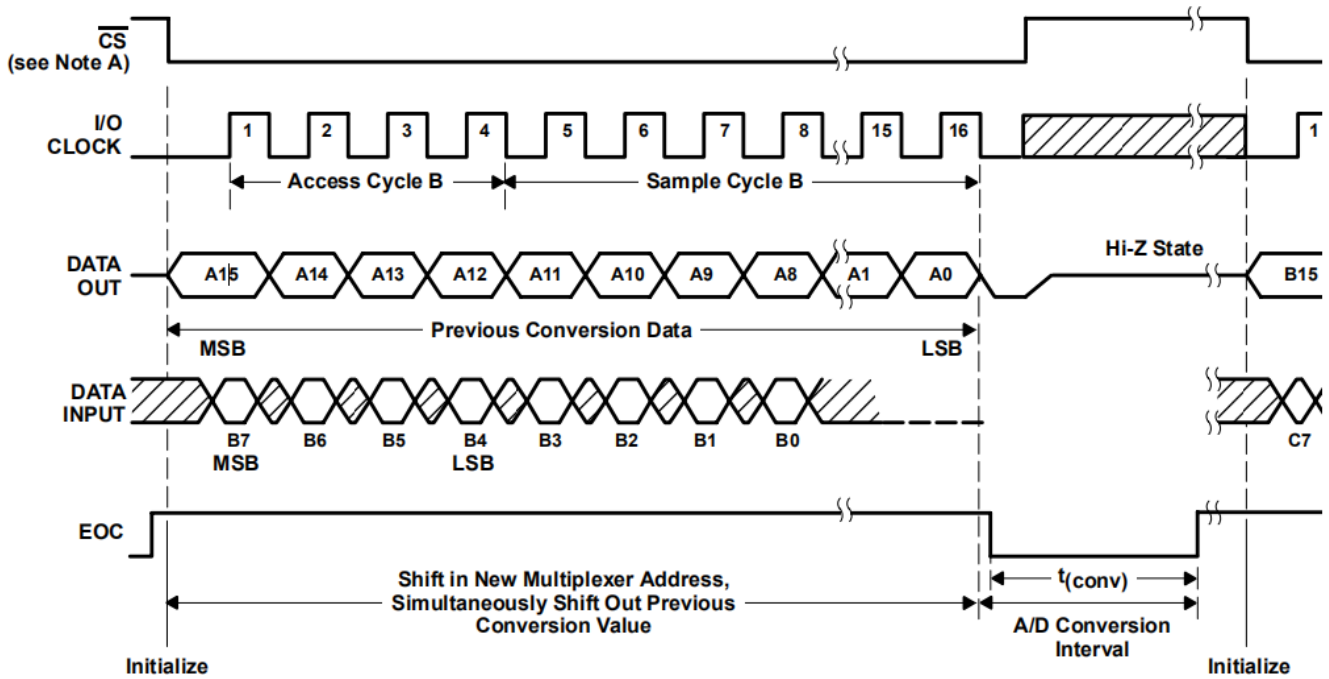 CS
(see Note A)
I/O
CLOCK
1 2 3 4 5 6 7 8 15 16 1
Access Cycle B Sample Cycle B
Hi-Z State
DATA
OUT
A15 A14 A13 A12 A11 A10 A9 A8 A1 A0 B15
Previous Conversion Data
MSB LSB
DATA
INPUT
B7 B6 B5 B4 B3 B2 B1 B0 C7
MSB LSB
EOC
Shift in New Multiplexer Address,
Simultaneously Shift Out Previous
Conversion Value
t(conv)
A/D Conversion
Interval
Initialize Initialize